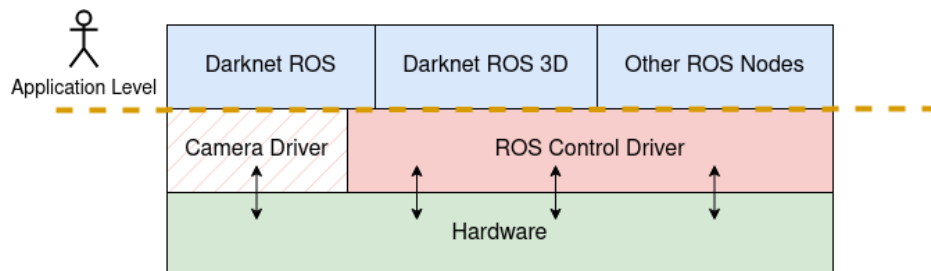 Darknet ROS
Darknet ROS 3D
Other ROS Nodes
Application Level
Camera Driver
ROS Control Driver
Hardware